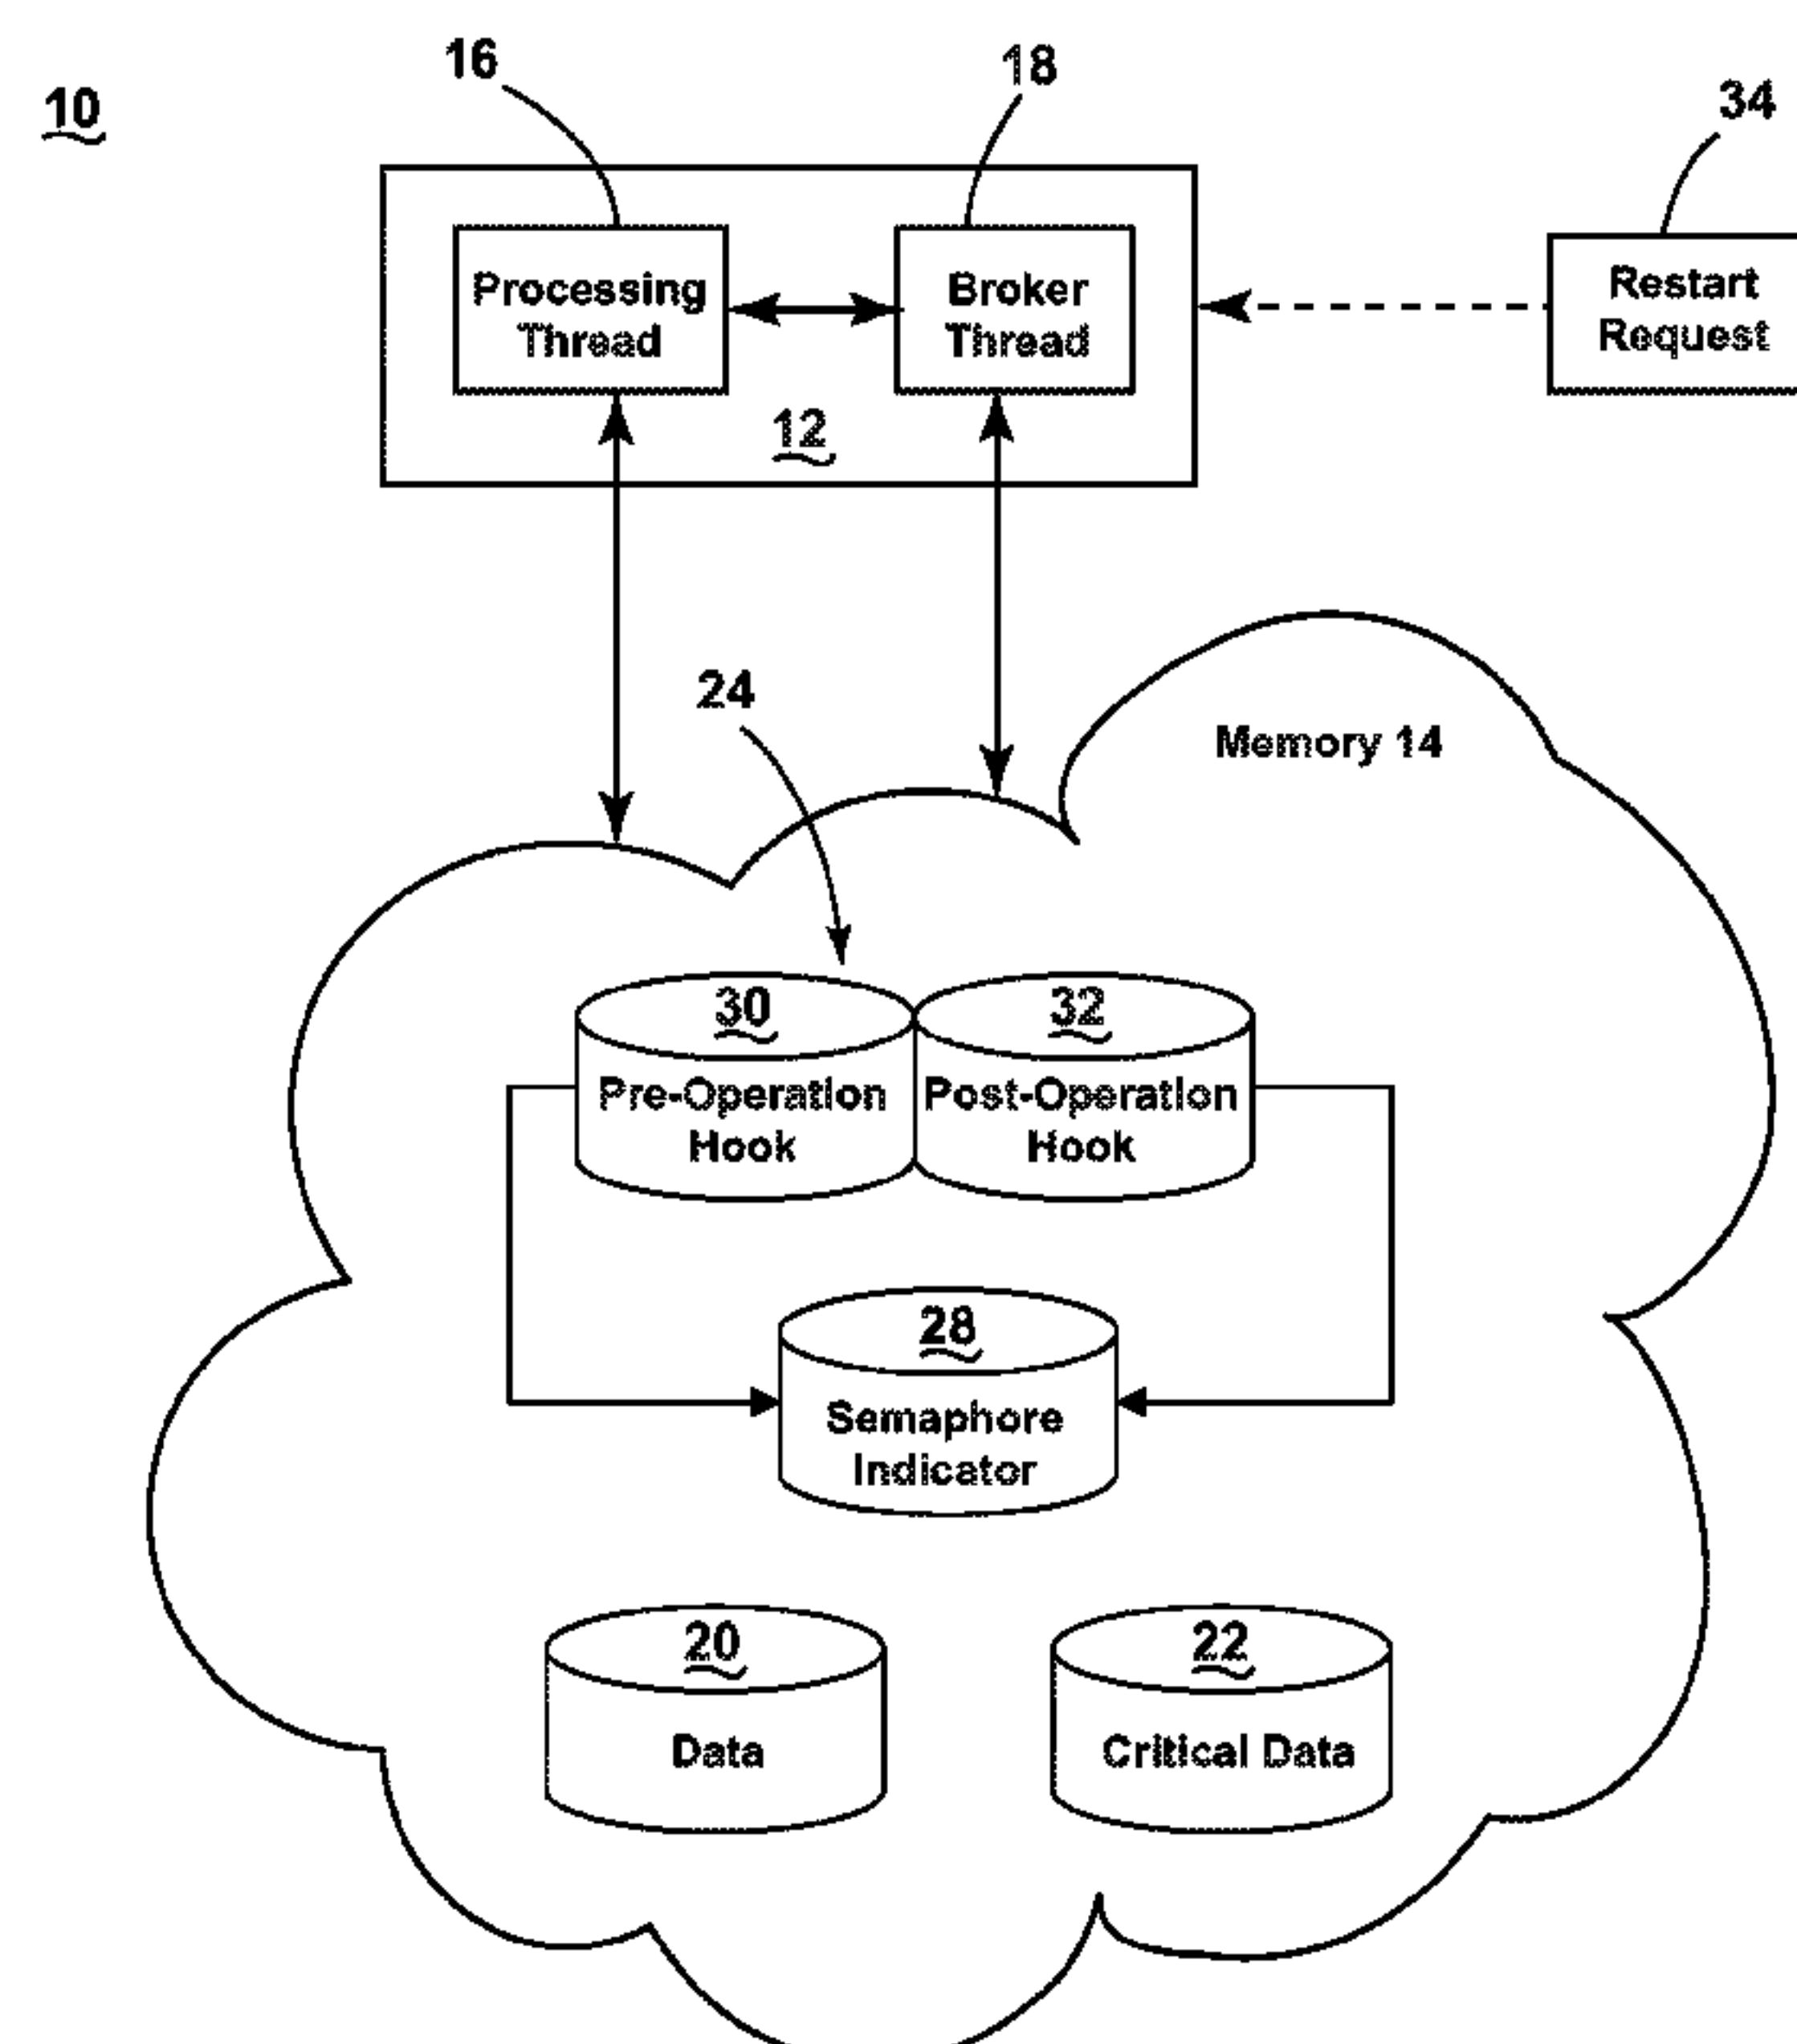 10
16
18
34
Processing
Thread
Broker
Thread
Restart
Request
12
24
Memory 14
30
32
Pre-Operation
Hook
Post-Operation
Hook
28
Semaphore
Indicator
20
22
Data
Critical Data